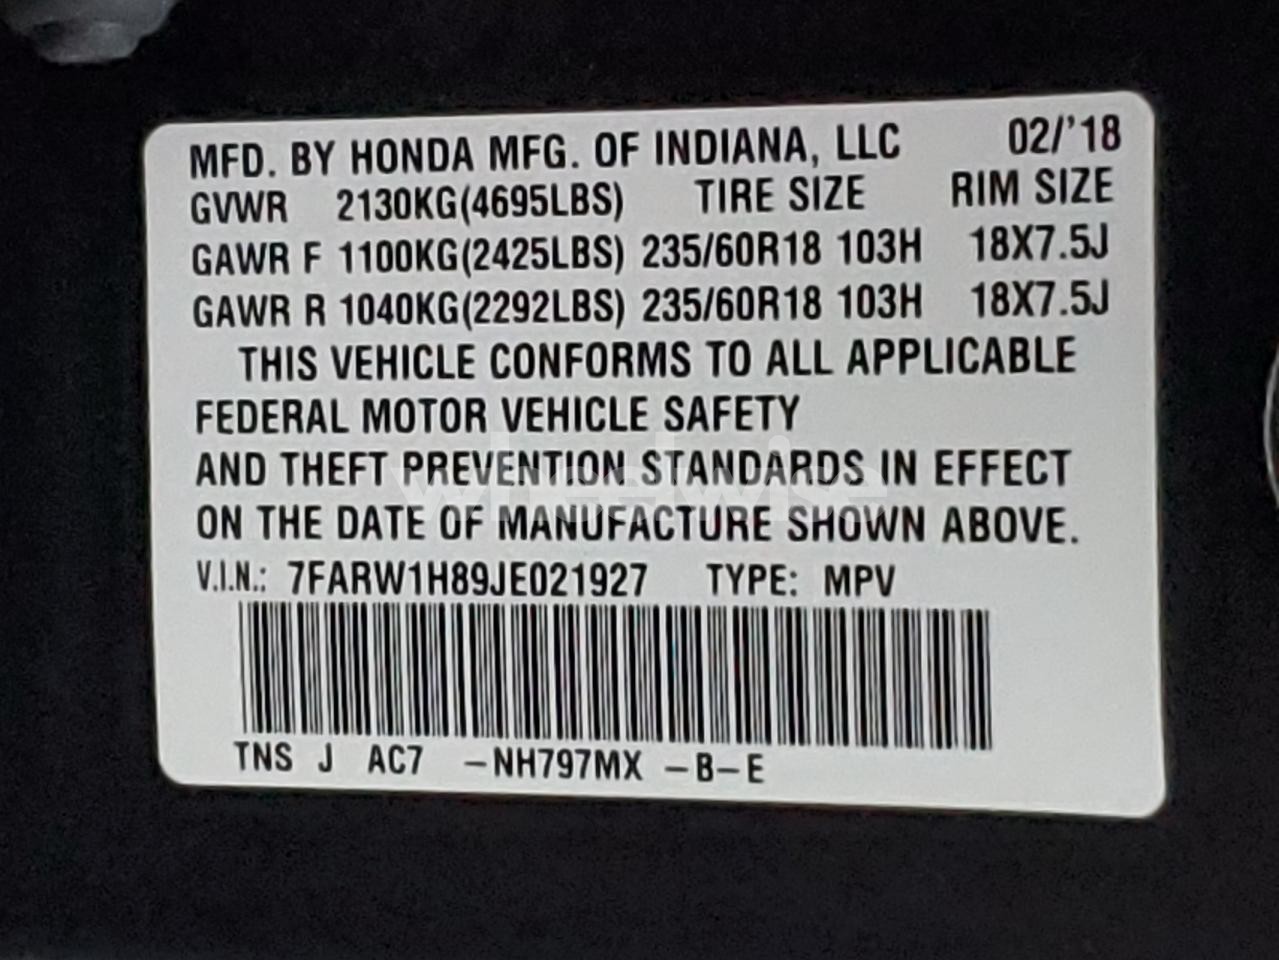 MFD. BY HONDA MFG. OF INDIANA, LLC 02/'18
GVWR 2130KG(4695LBS) TIRE SIZE RIM SIZE
GAWR F 1100KG(2425LBS) 235/60R18 103H 18X7.5J
GAWR R 1040KG(2292LBS) 235/60R18 103H 18X7.5J
THIS VEHICLE CONFORMS TO ALL APPLICABLE
FEDERAL MOTOR VEHICLE SAFETY
AND THEFT PREVENTION STANDARDS IN EFFECT
wheelwise
ON THE DATE OF MANUFACTURE SHOWN ABOVE.
V.I.N.: 7FARW1H89JE021927 TYPE: MPV
TNS J AC7 -NH797MX -B-E